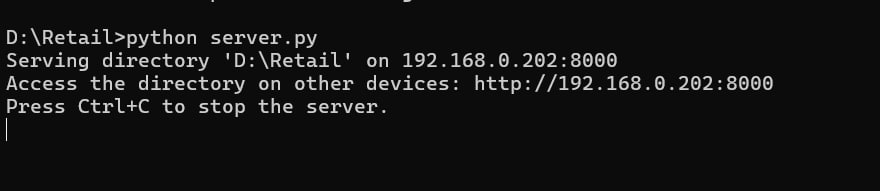 D:\Retail>python server.py
Serving directory 'D:\Retail' on 192.168.0.202:8000
Access the directory on other devices: http://192.168.0.202:8000
Press Ctrl+C to stop the server.